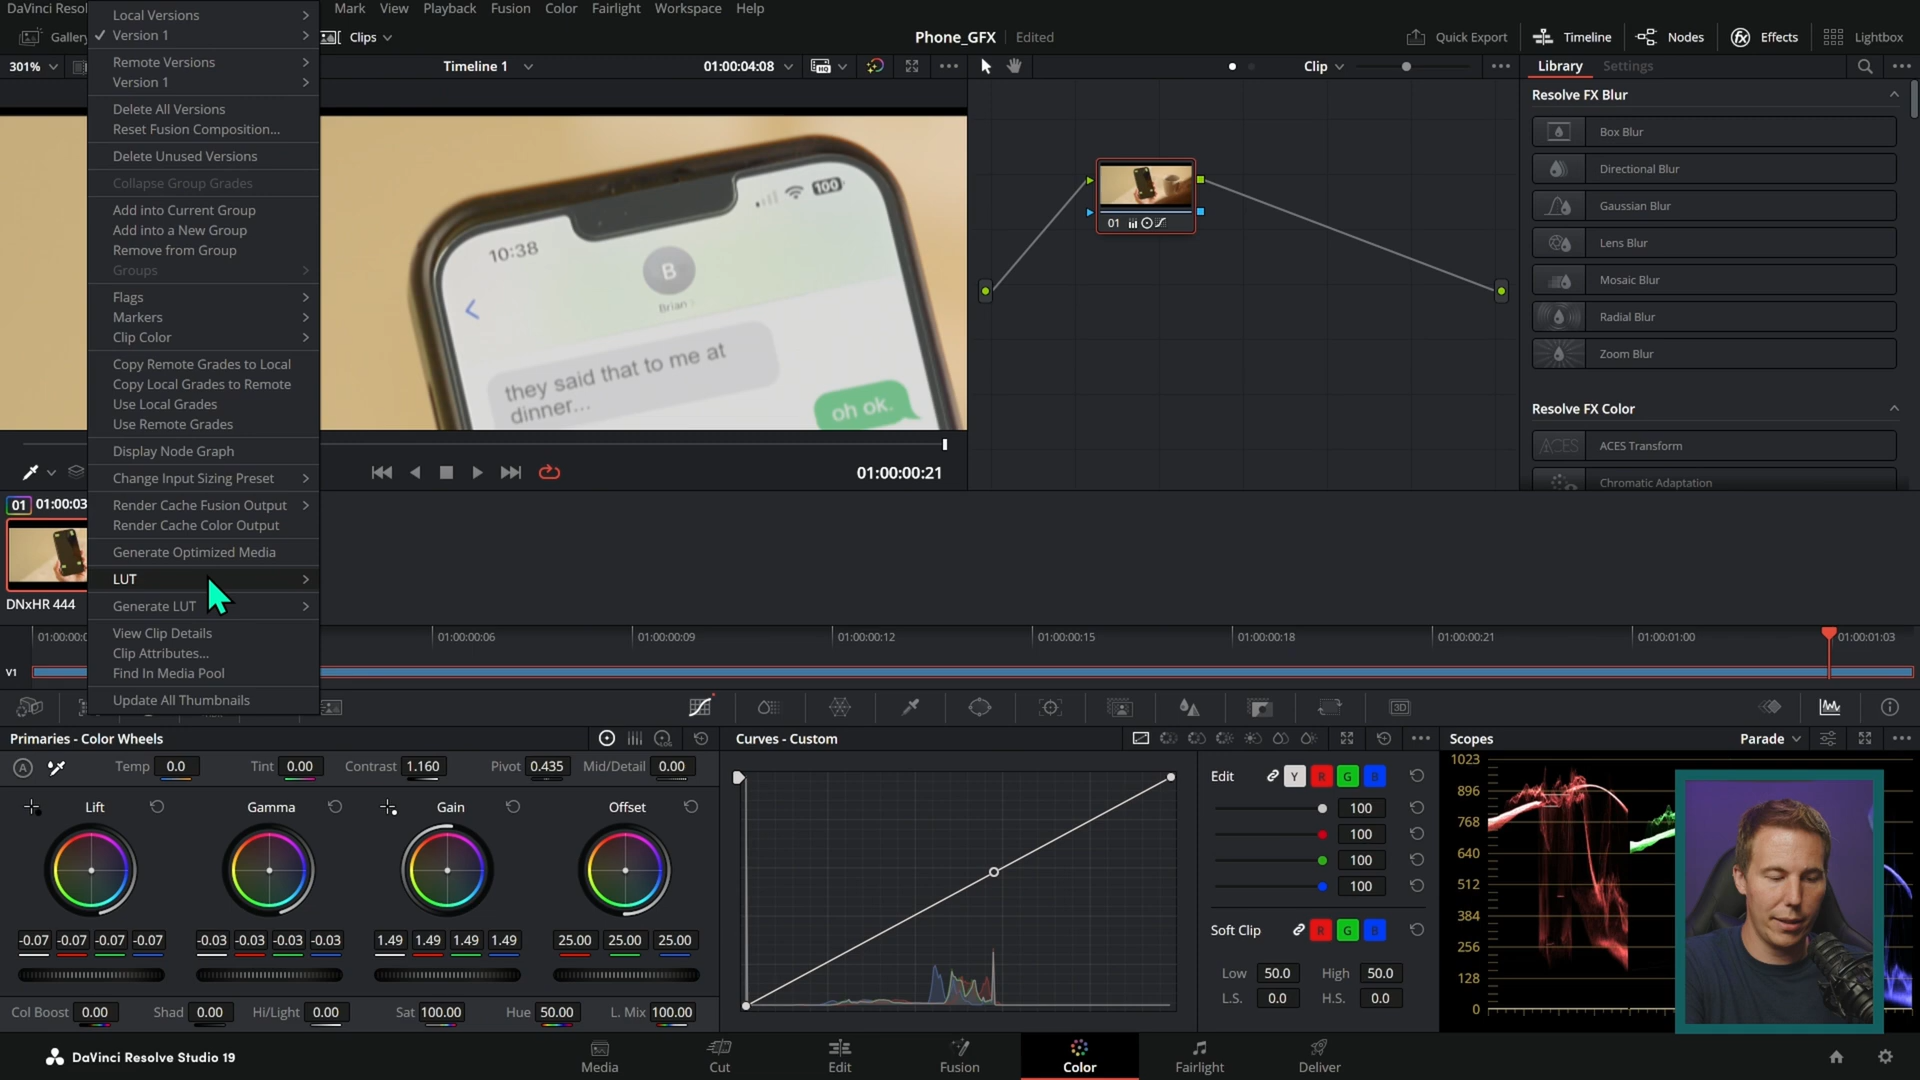 DaVinci Resol
Mark View Playback Fusion Color Fairlight Workspace Help
Gallery
Clips
Phone_GFX
Edited
Quick Export
Timeline
Nodes
Effects
Lightbox
301%
Timeline 1
01:00:04:08
Clip
Library
Settings
Local Versions
Version 1
Remote Versions
Version 1
Delete All Versions
Reset Fusion Composition...
Delete Unused Versions
Collapse Group Grades
Add into Current Group
Add into a New Group
Remove from Group
Groups
Flags
Markers
Clip Color
Copy Remote Grades to Local
Copy Local Grades to Remote
Use Local Grades
Use Remote Grades
Display Node Graph
Change Input Sizing Preset
Render Cache Fusion Output
Render Cache Color Output
Generate Optimized Media
LUT
Generate LUT
View Clip Details
Clip Attributes...
Find In Media Pool
Update All Thumbnails
100
10:38
B
Brian
they said that to me at
dinner...
oh ok.
01
Resolve FX Blur
Box Blur
Directional Blur
Gaussian Blur
Lens Blur
Mosaic Blur
Radial Blur
Zoom Blur
Resolve FX Color
ACES
ACES Transform
Chromatic Adaptation
01:00:00:21
01 01:00:03
DNxHR 444
01:00:00:0 01:00:00:06 01:00:00:09 01:00:00:12 01:00:00:15 01:00:00:18 01:00:00:21 01:00:01:00 01:00:01:03
V1
3D
Primaries - Color Wheels
A
Temp 0.0 Tint 0.00 Contrast 1.160 Pivot 0.435 Mid/Detail 0.00
Lift Gamma Gain Offset
-0.07 -0.07 -0.07 -0.07 -0.03 -0.03 -0.03 -0.03 1.49 1.49 1.49 1.49 25.00 25.00 25.00
Col Boost 0.00 Shad 0.00 Hi/Light 0.00 Sat 100.00 Hue 50.00 L. Mix 100.00
Curves - Custom
Edit Y R G B
100
100
100
100
Soft Clip R G B
Low 50.0 High 50.0
L.S. 0.0 H.S. 0.0
Scopes
Parade
1023
896
768
640
512
384
256
128
0
DaVinci Resolve Studio 19
Media Cut Edit Fusion Color Fairlight Deliver